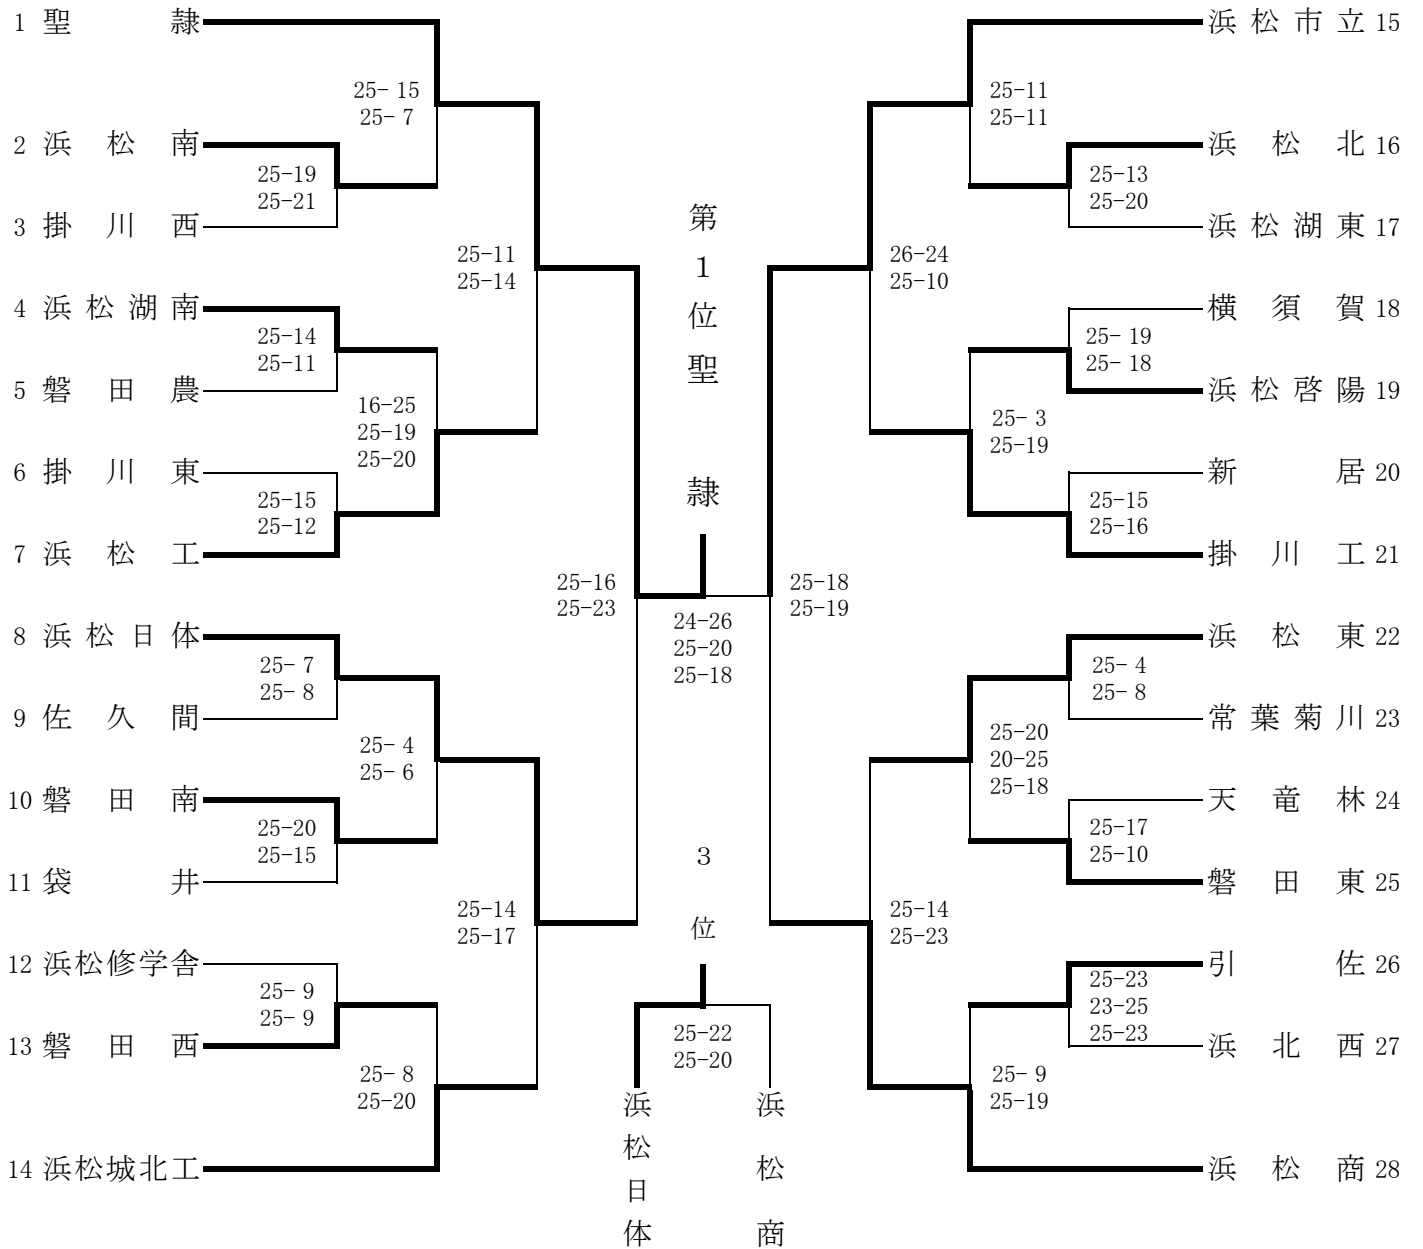 1 聖隷
25-15
25-7
2 浜松南
25-19
25-21
3 掛川西
25-11
25-14
4 浜松湖南
25-14
25-11
5 磐田農
16-25
25-19
25-20
6 掛川東
25-15
25-12
7 浜松工
25-16
25-23
8 浜松日体
25-7
25-8
9 佐久間
25-4
25-6
10 磐田南
25-20
25-15
11 袋井
25-14
25-17
12 浜松修学舎
25-9
25-9
13 磐田西
25-8
25-20
14 浜松城北工
第1位聖隷
24-26
25-20
25-18
3位
25-22
25-20
浜松日体
浜松商
浜松市立 15
25-11
25-11
浜松北 16
25-13
25-20
浜松湖東 17
26-24
25-10
横須賀 18
25-19
25-18
浜松啓陽 19
25-3
25-19
新居 20
25-15
25-16
掛川工 21
25-18
25-19
浜松東 22
25-4
25-8
常葉菊川 23
25-20
20-25
25-18
天竜林 24
25-17
25-10
磐田東 25
25-14
25-23
引佐 26
25-23
23-25
25-23
浜北西 27
25-9
25-19
浜松商 28